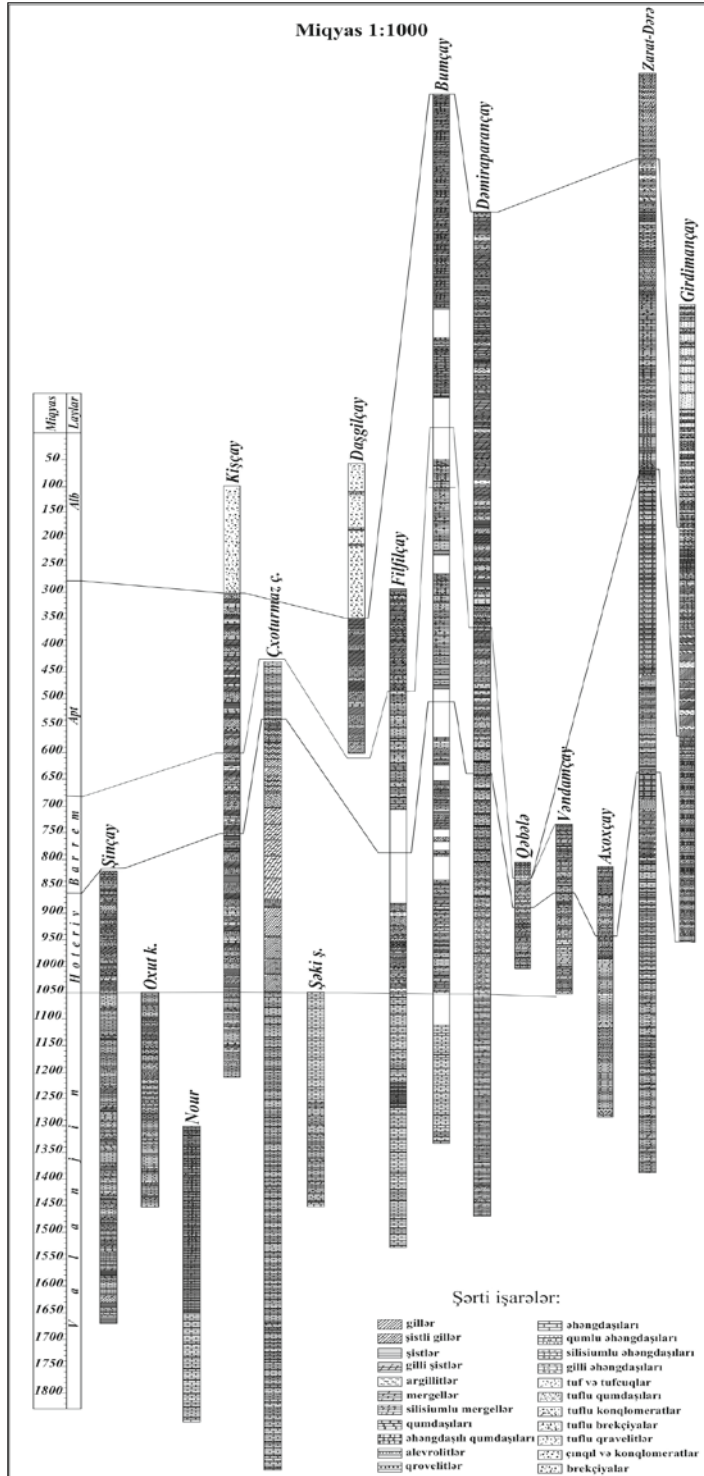 Miqyas 1:1000
Bumçay
Zarat-Dərə
Dəmiraparançay
Girdimançay
Miqyas
Laylar
Daşgilçay
Kişçay
Filfilçay
Çxoturmaz ç.
Vəndamçay
Qəbələ
Axoxçay
Şinçay
Oxut k.
Şəki ş.
Nour
50
100
150
200
250
300
350
400
450
500
550
600
650
700
750
800
850
900
950
1000
1050
1100
1150
1200
1250
1300
1350
1400
1450
1500
1550
1600
1650
1700
1750
1800
Alb
Apt
Barrem
Hoteriv
Valanjin
Şərti işarələr:
gillər
şistli gillər
şistlər
gilli şistlər
argillitlər
mergellər
silisiumlu mergellər
qumdaşıları
əhəngdaşılı qumdaşıları
alevrolitlər
qrovelitlər
əhəngdaşıları
qumlu əhəngdaşıları
silisiumlu əhəngdaşıları
gilli əhəngdaşıları
tuf və tufcuqlar
tuflu qumdaşıları
tuflu konqlomeratlar
tuflu brekçiyalar
tuflu qravelitlər
çınqıl və konqlomeratlar
brekçiyalar